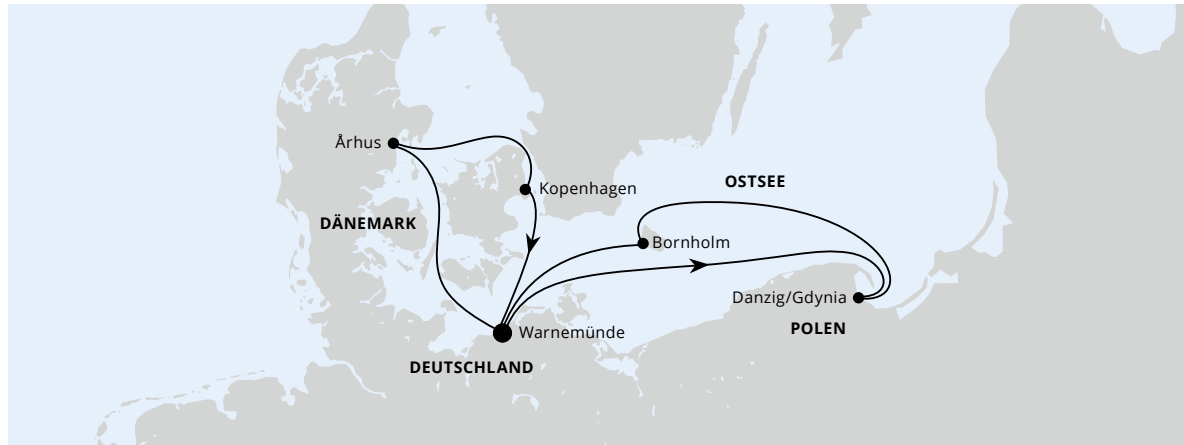 Århus
OSTSEE
Kopenhagen
DÄNEMARK
Bornholm
Danzig/Gdynia
POLEN
Warnemünde
DEUTSCHLAND